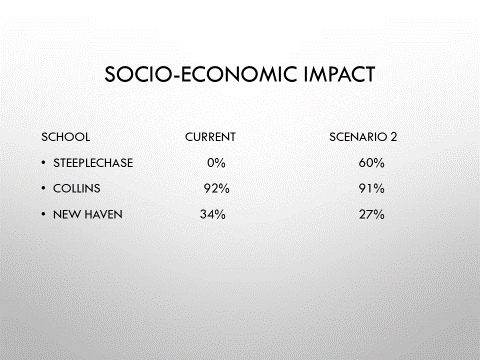 SOCIO-ECONOMIC IMPACT
SCHOOL CURRENT SCENARIO 2
• STEEPLECHASE 0% 60%
• COLLINS 92% 91%
• NEW HAVEN 34% 27%